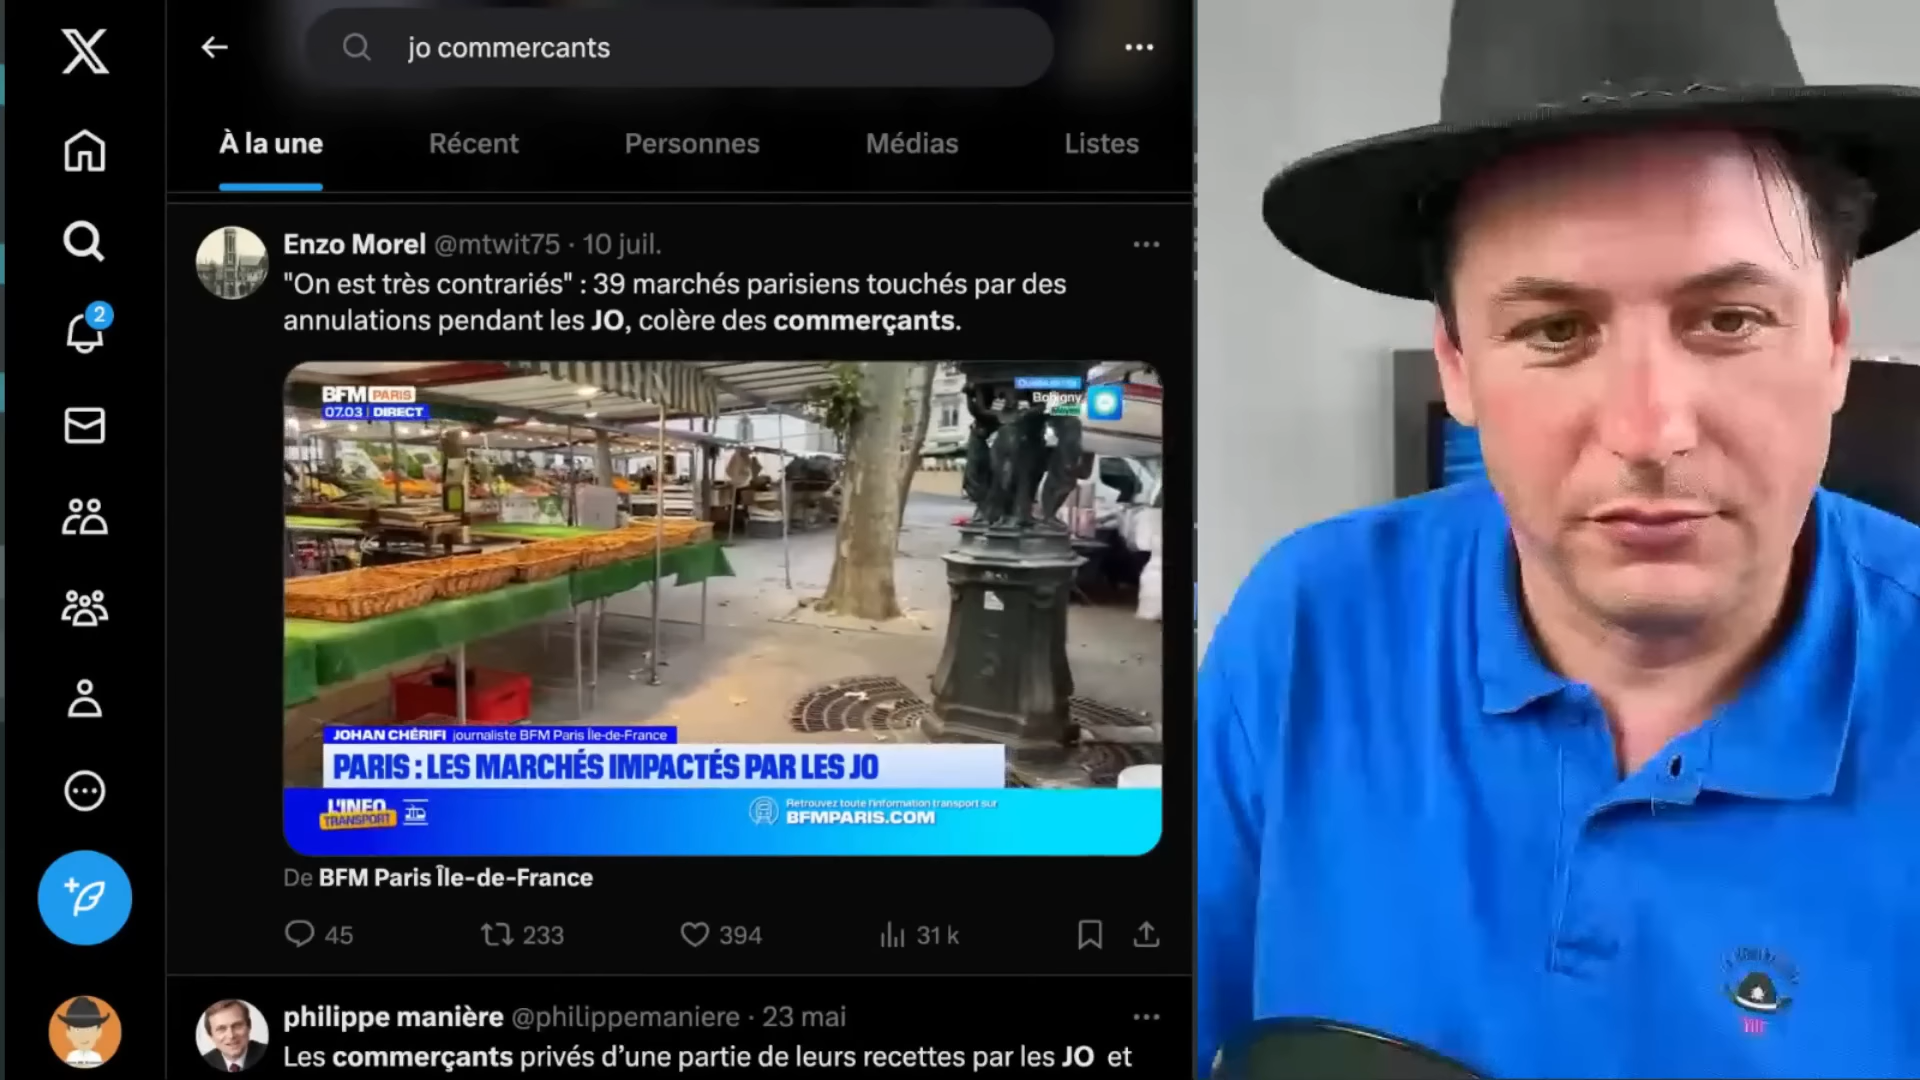 jo commercants
À la une
Récent
Personnes
Médias
Listes
2
Enzo Morel @mtwit75 · 10 juil.
"On est très contrariés" : 39 marchés parisiens touchés par des
annulations pendant les JO, colère des commerçants.
BFM PARIS
07.03 DIRECT
Bobigny
JOHAN CHÉRIFI journaliste BFM Paris Île-de-France
PARIS : LES MARCHÉS IMPACTÉS PAR LES JO
L'INFO
TRANSPORT
Retrouvez toute l'information transport sur
BFMPARIS.COM
De BFM Paris Île-de-France
45
233
394
31 k
philippe manière @philippemaniere · 23 mai
Les commerçants privés d'une partie de leurs recettes par les JO et